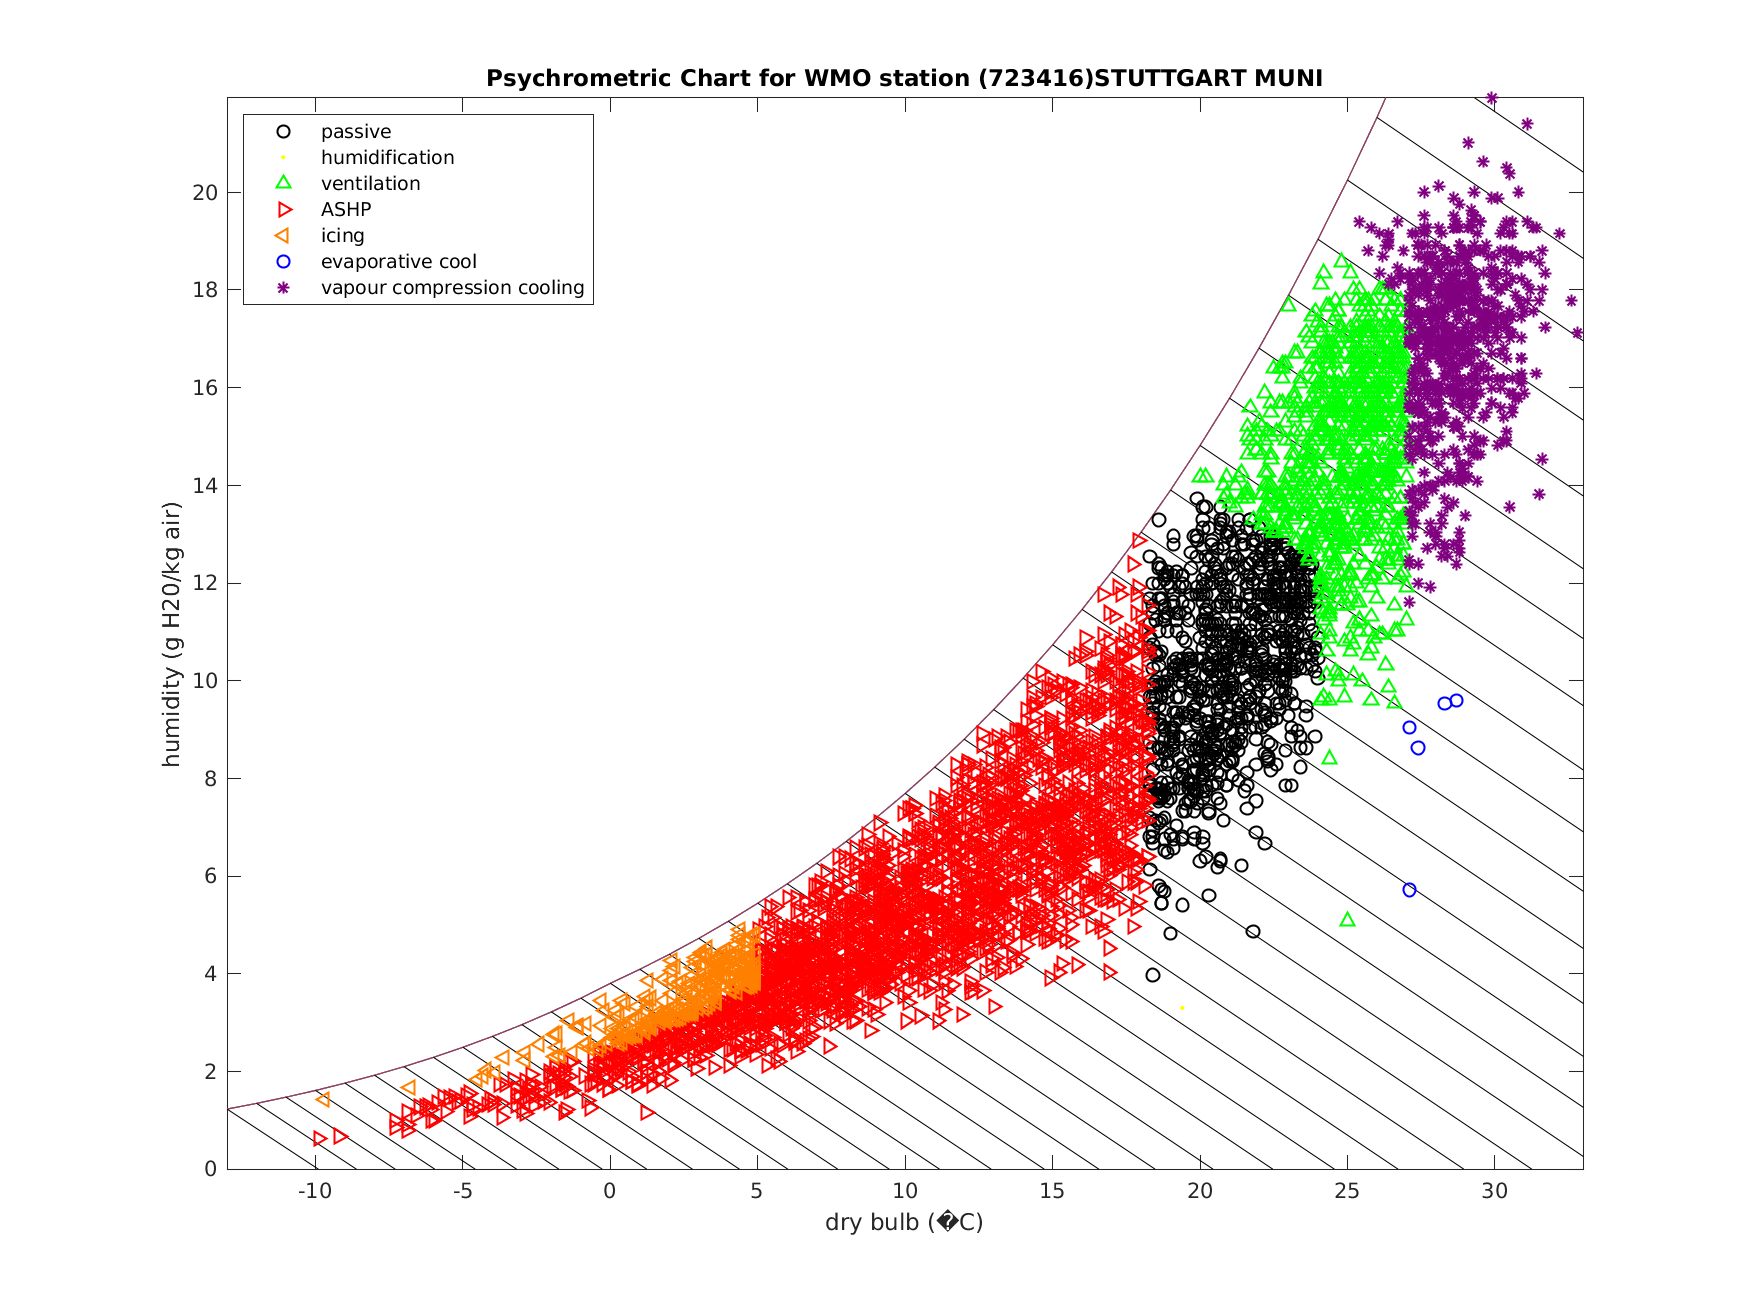 Psychrometric Chart for WMO station (723416)STUTTGART MUNI
passive
humidification
ventilation
ASHP
icing
evaporative cool
vapour compression cooling
humidity (g H20/kg air)
20
18
16
14
12
10
8
6
4
2
0
-10 -5 0 5 10 15 20 25 30
dry bulb (�C)